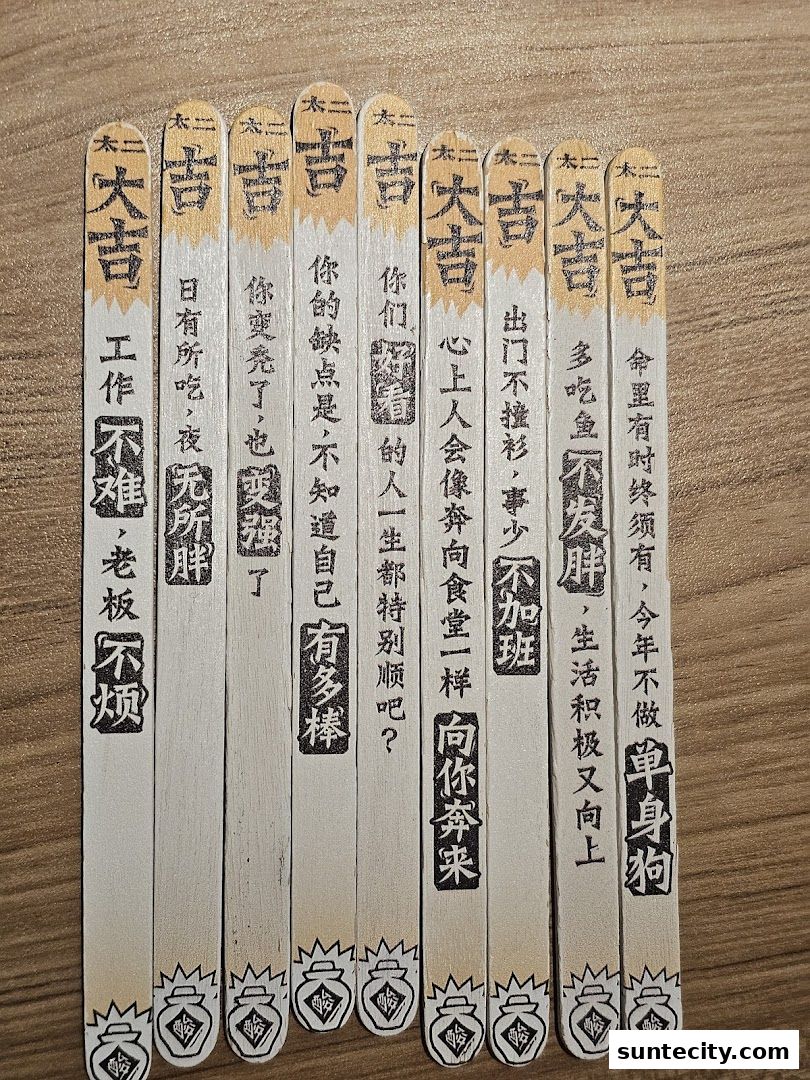 太二
大吉
工作不难，老板不烦
太二
吉
日有所吃，夜无所胖
太二
吉
你变秃了，也变强了
太二
吉
你的缺点是，不知道自己有多棒
太二
吉
你们好看的人一生都特别顺吧？
太二
大吉
心上人会像奔向食堂一样向你奔来
太二
吉
出门不撞衫，事少不加班
太二
大吉
多吃鱼不发胖，生活积极又向上
太二
大吉
命里有时终须有，今年不做单身狗
suntecity.com